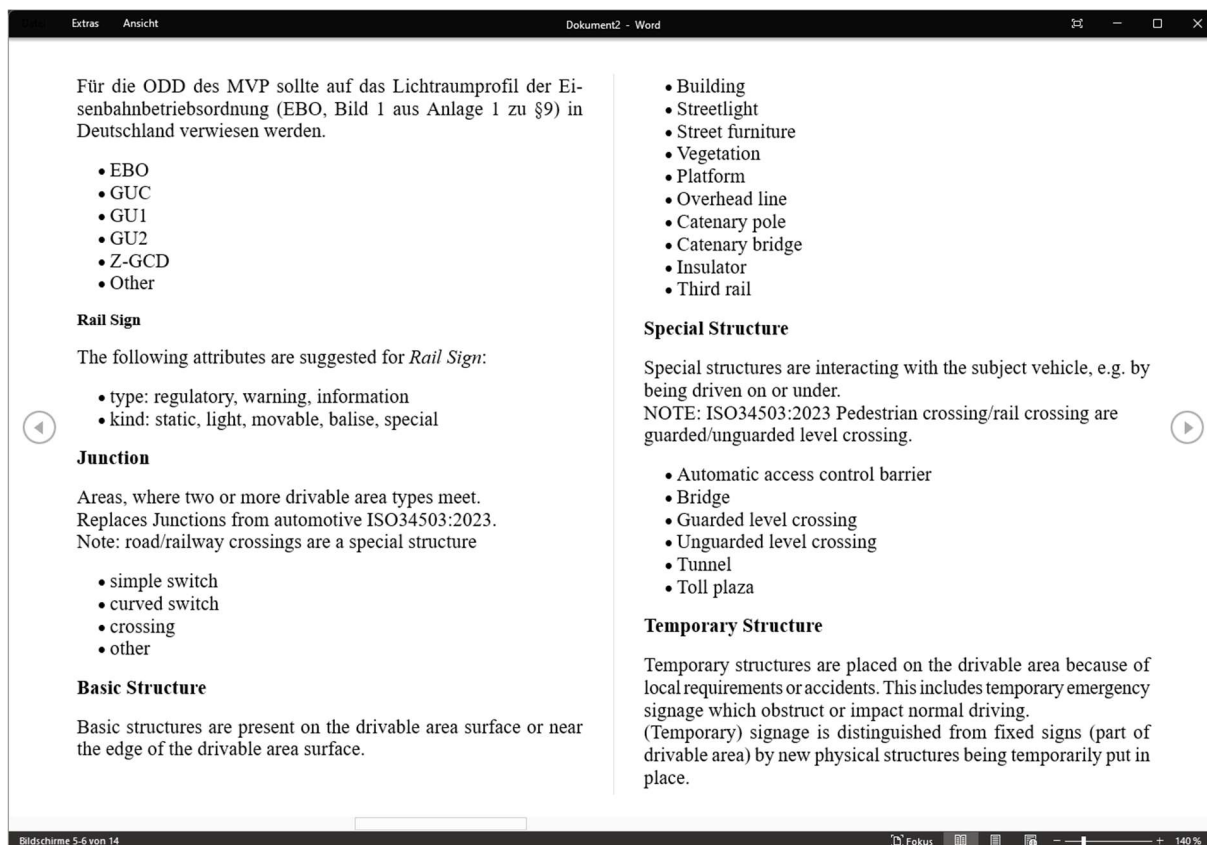 Extras Ansicht Dokument2 - Word
Für die ODD des MVP sollte auf das Lichtraumprofil der Ei-
senbahnbetriebsordnung (EBO, Bild 1 aus Anlage 1 zu §9) in
Deutschland verwiesen werden.
• EBO
• GUC
• GU1
• GU2
• Z-GCD
• Other
Rail Sign
The following attributes are suggested for Rail Sign:
• type: regulatory, warning, information
• kind: static, light, movable, balise, special
Junction
Areas, where two or more drivable area types meet.
Replaces Junctions from automotive ISO34503:2023.
Note: road/railway crossings are a special structure
• simple switch
• curved switch
• crossing
• other
Basic Structure
Basic structures are present on the drivable area surface or near
the edge of the drivable area surface.
• Building
• Streetlight
• Street furniture
• Vegetation
• Platform
• Overhead line
• Catenary pole
• Catenary bridge
• Insulator
• Third rail
Special Structure
Special structures are interacting with the subject vehicle, e.g. by
being driven on or under.
NOTE: ISO34503:2023 Pedestrian crossing/rail crossing are
guarded/unguarded level crossing.
• Automatic access control barrier
• Bridge
• Guarded level crossing
• Unguarded level crossing
• Tunnel
• Toll plaza
Temporary Structure
Temporary structures are placed on the drivable area because of
local requirements or accidents. This includes temporary emergency
signage which obstruct or impact normal driving.
(Temporary) signage is distinguished from fixed signs (part of
drivable area) by new physical structures being temporarily put in
place.
Bildschirme 5-6 von 14 Fokus 140 %